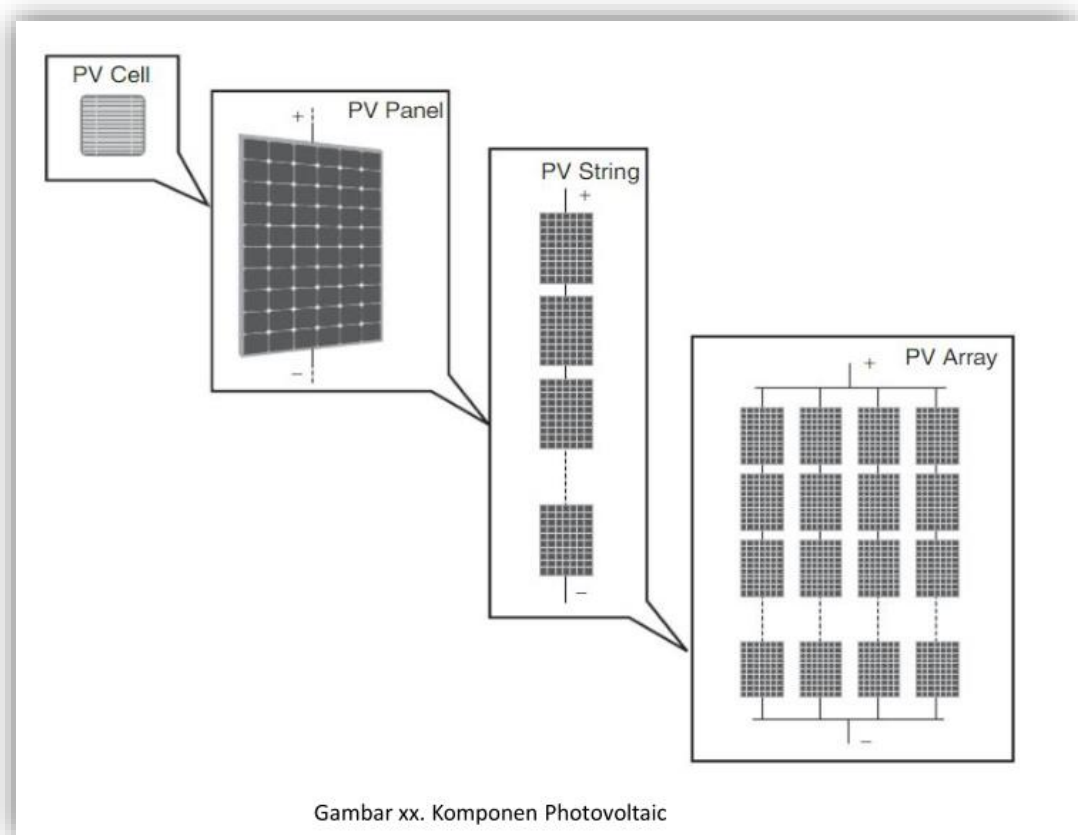 PV Cell
+
PV Panel
−
PV String
+
−
+
PV Array
−
Gambar xx. Komponen Photovoltaic